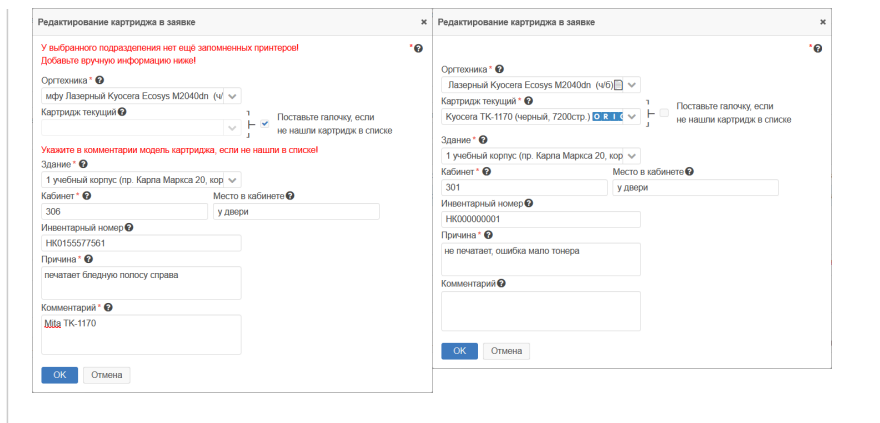 Редактирование картриджа в заявке ×
У выбранного подразделения нет ещё запомненных принтеров! *
Добавьте вручную информацию ниже!
Оргтехника *
мфу Лазерный Kyocera Ecosys M2040dn (ч/
Картридж текущий
Поставьте галочку, если
не нашли картридж в списке
Укажите в комментарии модель картриджа, если не нашли в списке!
Здание *
1 учебный корпус (пр. Карла Маркса 20, кор
Кабинет * Место в кабинете
306 у двери
Инвентарный номер
НК0155577561
Причина *
печатает бледную полосу справа
Комментарий *
Mita TK-1170
OK Отмена
Редактирование картриджа в заявке ×
*
Оргтехника *
Лазерный Kyocera Ecosys M2040dn (ч/б)
Картридж текущий *
Kyocera TK-1170 (черный, 7200стр.) ORIG
Поставьте галочку, если
не нашли картридж в списке
Здание *
1 учебный корпус (пр. Карла Маркса 20, кор
Кабинет * Место в кабинете
301 у двери
Инвентарный номер
НК000000001
Причина *
не печатает, ошибка мало тонера
Комментарий
OK Отмена